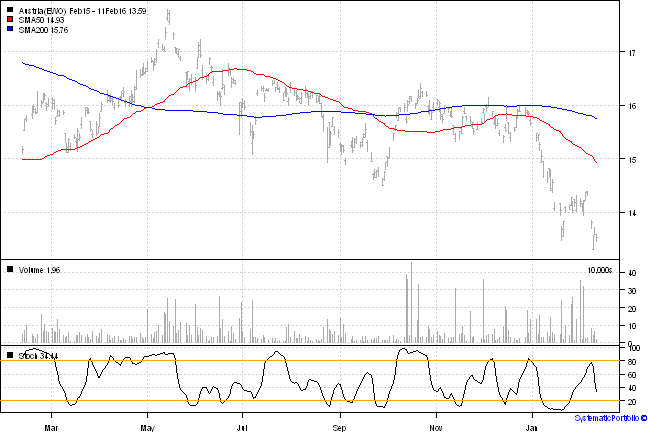 Austria(EWO) Feb15 - 11Feb16 13.59
SMA50 14.93
SMA200 15.76
17
16
15
14
Volume 1.96
10,000s
40
30
20
10
0
Stoch 34.44
100
80
60
40
20
Mar May Jul Sep Nov Jan
SystematicPortfolio ©